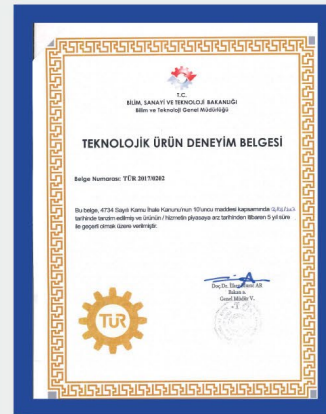 T.C.
BİLİM, SANAYİ VE TEKNOLOJİ BAKANLIĞI
Bilim ve Teknoloji Genel Müdürlüğü
TEKNOLOJİK ÜRÜN DENEYİM BELGESİ
Belge Numarası: TÜR 2017/0202
Bu belge, 4734 Sayılı Kamu İhale Kanunu'nun 10'uncu maddesi kapsamında
tarihinde tanzim edilmiş ve ürünün / hizmetin piyasaya arz tarihinden itibaren 5 yıl süre
ile geçerli olmak üzere verilmiştir.
Doç.Dr. AR
Bakan a.
Genel Müdür V.
TÜR